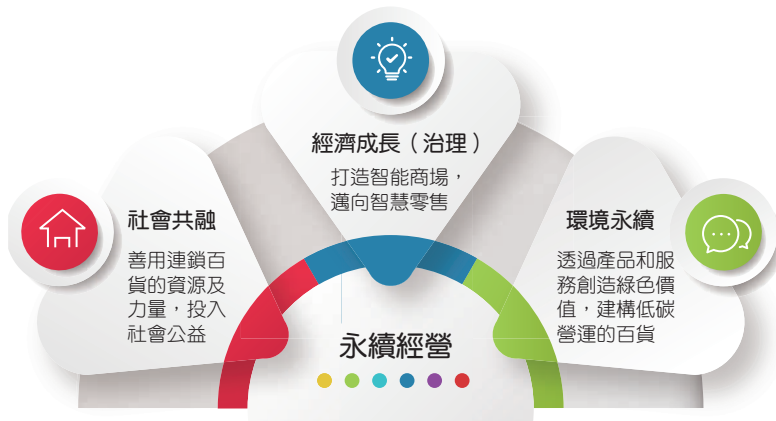 經濟成長（治理）
打造智能商場，
邁向智慧零售
社會共融
善用連鎖百
貨的資源及
力量，投入
社會公益
環境永續
透過產品和服
務創造綠色價
值，建構低碳
營運的百貨
永續經營